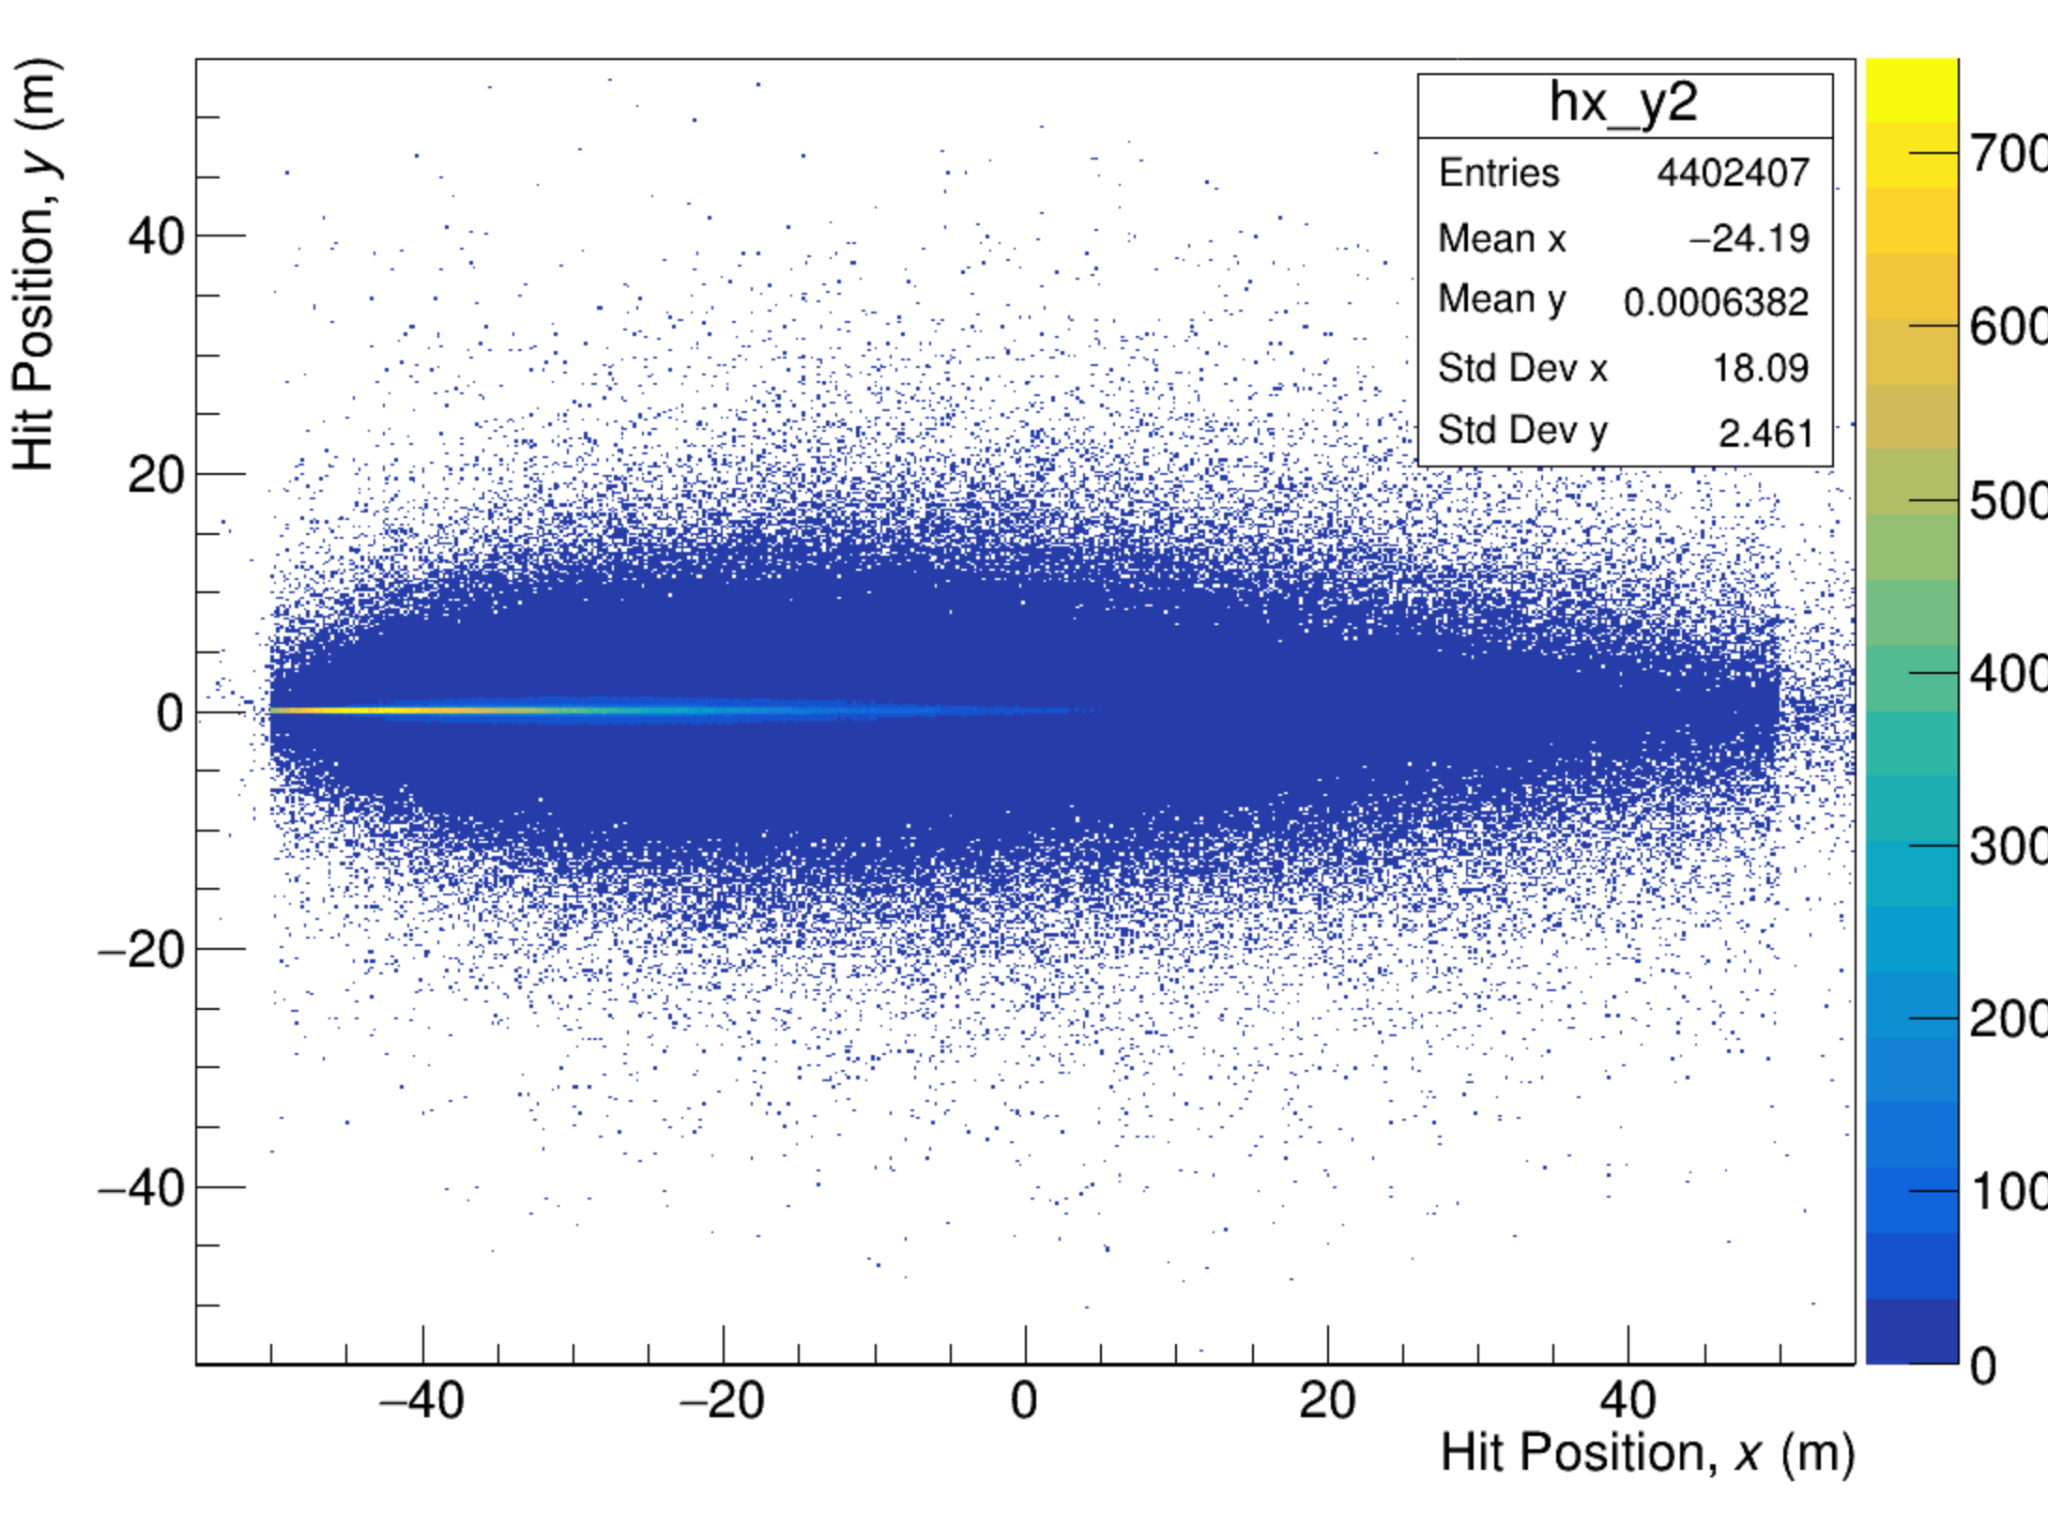 Hit Position, y (m)
hx_y2
Entries 4402407
Mean x −24.19
Mean y 0.0006382
Std Dev x 18.09
Std Dev y 2.461
40
20
0
−20
−40
−40 −20 0 20 40
Hit Position, x (m)
700
600
500
400
300
200
100
0